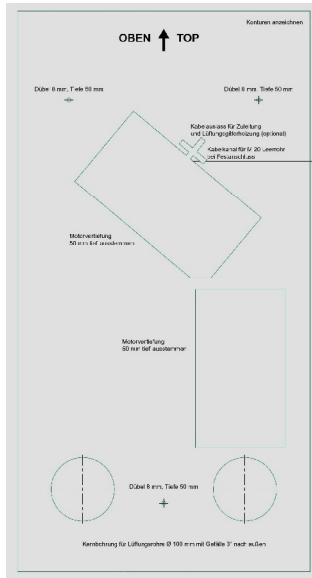 Konturen anzeichnen
OBEN TOP
Dübel 8 mm, Tiefe 50 mm
Dübel 8 mm, Tiefe 50 mm
Kabelauslass für Zuleitung
und Lüftungsgitterheizung (optional)
Kabelkanal für M 20 Leerrohr
bei Festanschluss
Motorvertiefung
50 mm tief ausstemmen
Motorvertiefung
50 mm tief ausstemmen
Dübel 8 mm, Tiefe 50 mm
Kernbohrung für Lüftungsrohre Ø 100 mm mit Gefälle 3° nach außen